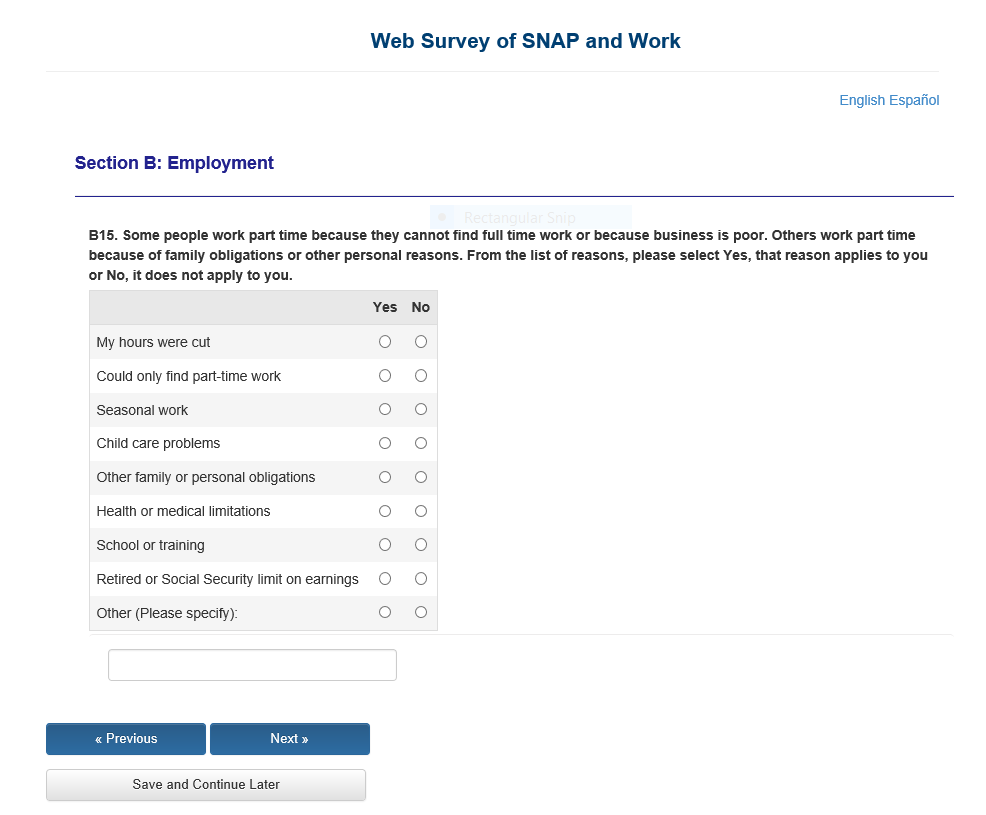 Web Survey of SNAP and Work
English Español
Section B: Employment
Rectangular Snip
B15. Some people work part time because they cannot find full time work or because business is poor. Others work part time
because of family obligations or other personal reasons. From the list of reasons, please select Yes, that reason applies to you
or No, it does not apply to you.
Yes No
My hours were cut
Could only find part-time work
Seasonal work
Child care problems
Other family or personal obligations
Health or medical limitations
School or training
Retired or Social Security limit on earnings
Other (Please specify):
« Previous Next »
Save and Continue Later